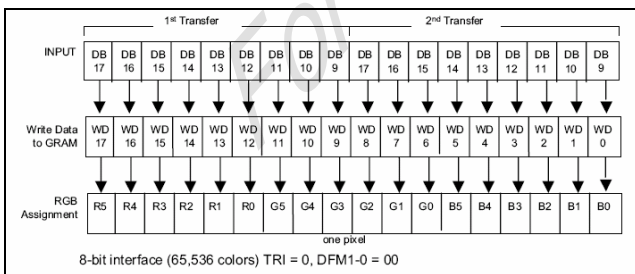 1st Transfer 2nd Transfer
INPUT DB 17 DB 16 DB 15 DB 14 DB 13 DB 12 DB 11 DB 10 DB 9 DB 17 DB 16 DB 15 DB 14 DB 13 DB 12 DB 11 DB 10 DB 9
Write Data to GRAM WD 17 WD 16 WD 15 WD 14 WD 13 WD 12 WD 11 WD 10 WD 9 WD 8 WD 7 WD 6 WD 5 WD 4 WD 3 WD 2 WD 1 WD 0
RGB Assignment R5 R4 R3 R2 R1 R0 G5 G4 G3 G2 G1 G0 B5 B4 B3 B2 B1 B0
one pixel
8-bit interface (65,536 colors) TRI = 0, DFM1-0 = 00
For